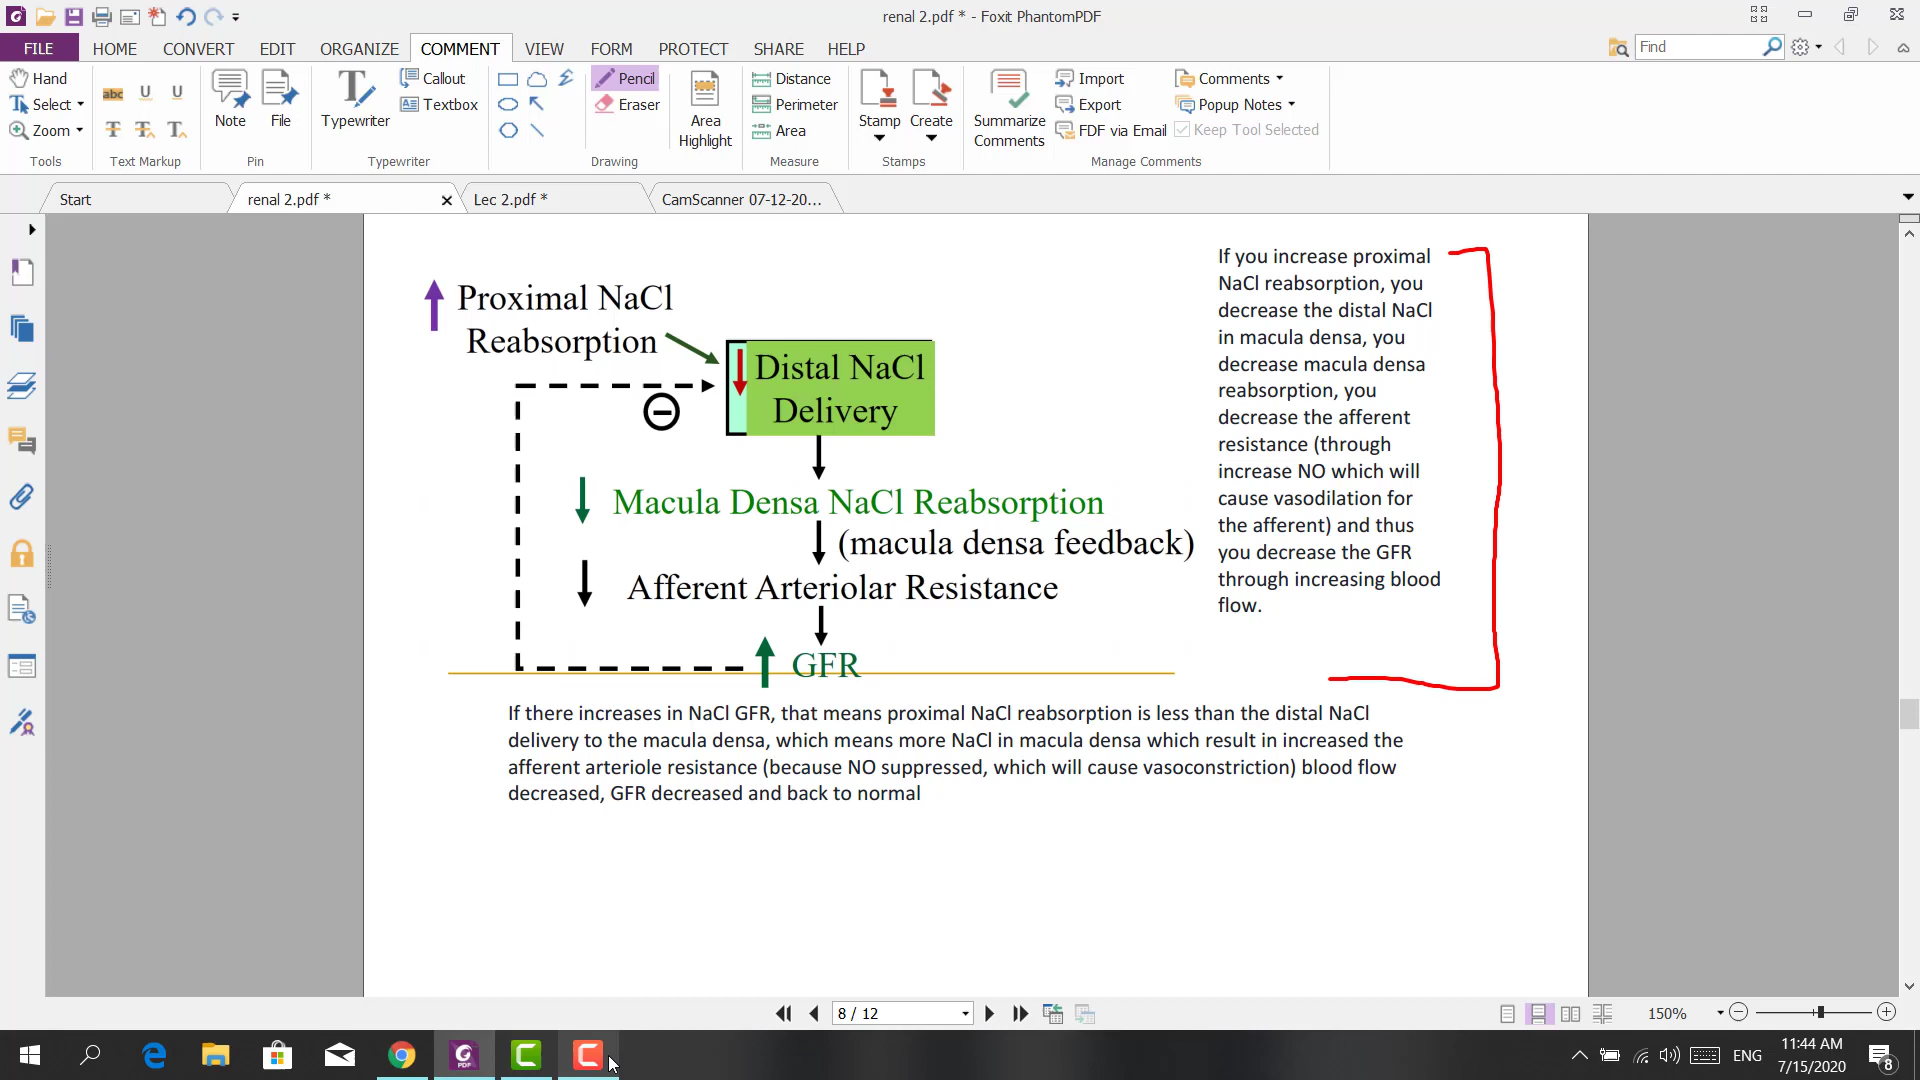 renal 2.pdf * - Foxit PhantomPDF
FILE HOME CONVERT EDIT ORGANIZE COMMENT VIEW FORM PROTECT SHARE HELP
Find
Hand
Select
Zoom
Tools
abc U U
T T T
Text Markup
Note File
Pin
Typewriter
Callout
Textbox
Typewriter
Pencil
Eraser
Area
Highlight
Drawing
Distance
Perimeter
Area
Measure
Stamp Create
Stamps
Summarize
Comments
Import
Export
FDF via Email
Comments
Popup Notes
Keep Tool Selected
Manage Comments
Start
renal 2.pdf *
Lec 2.pdf *
CamScanner 07-12-20...
Proximal NaCl
Reabsorption
Distal NaCl
Delivery
Macula Densa NaCl Reabsorption
(macula densa feedback)
Afferent Arteriolar Resistance
GFR
If you increase proximal
NaCl reabsorption, you
decrease the distal NaCl
in macula densa, you
decrease macula densa
reabsorption, you
decrease the afferent
resistance (through
increase NO which will
cause vasodilation for
the afferent) and thus
you decrease the GFR
through increasing blood
flow.
If there increases in NaCl GFR, that means proximal NaCl reabsorption is less than the distal NaCl
delivery to the macula densa, which means more NaCl in macula densa which result in increased the
afferent arteriole resistance (because NO suppressed, which will cause vasoconstriction) blood flow
decreased, GFR decreased and back to normal
8 / 12
150%
PDF
ENG
11:44 AM
7/15/2020
8